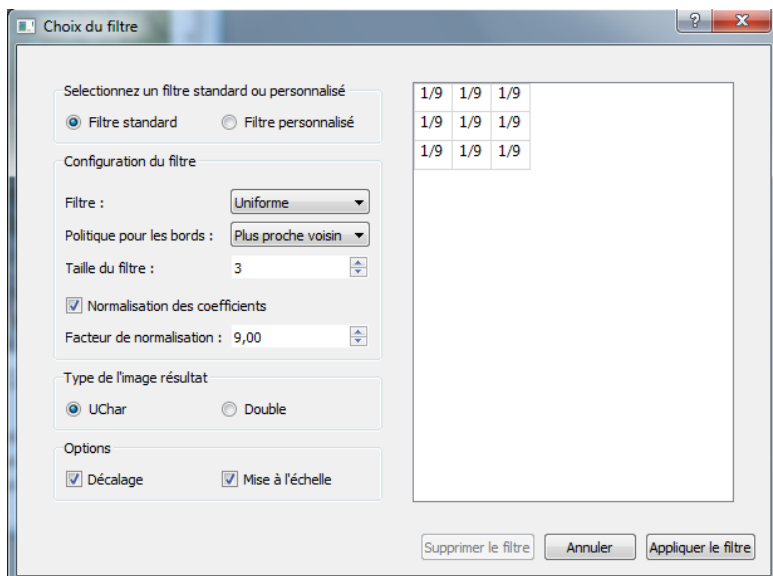 Choix du filtre
?
x
Selectionnez un filtre standard ou personnalisé
Filtre standard Filtre personnalisé
Configuration du filtre
Filtre : Uniforme
Politique pour les bords : Plus proche voisin
Taille du filtre : 3
Normalisation des coefficients
Facteur de normalisation : 9,00
Type de l'image résultat
UChar Double
Options
Décalage Mise à l'échelle
1/9 1/9 1/9
1/9 1/9 1/9
1/9 1/9 1/9
Supprimer le filtre Annuler Appliquer le filtre